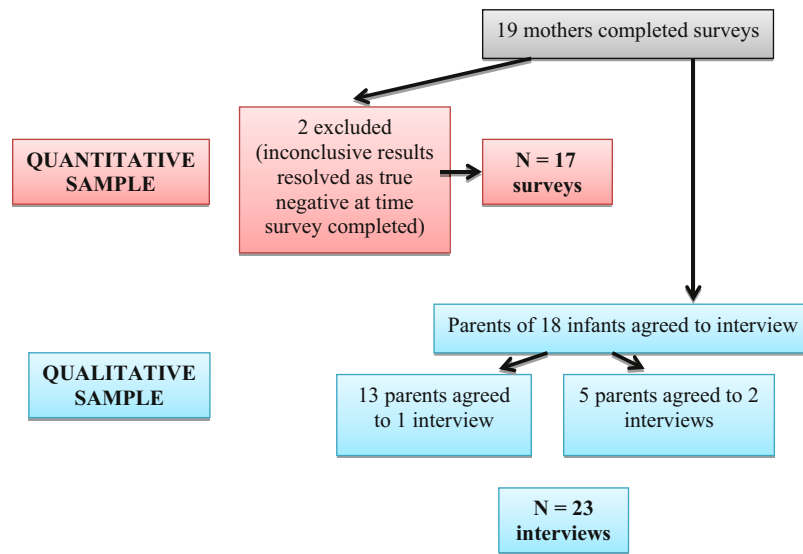 19 mothers completed surveys
QUANTITATIVE
SAMPLE
2 excluded
(inconclusive results
resolved as true
negative at time
survey completed)
N = 17
surveys
Parents of 18 infants agreed to interview
QUALITATIVE
SAMPLE
13 parents agreed
to 1 interview
5 parents agreed to 2
interviews
N = 23
interviews